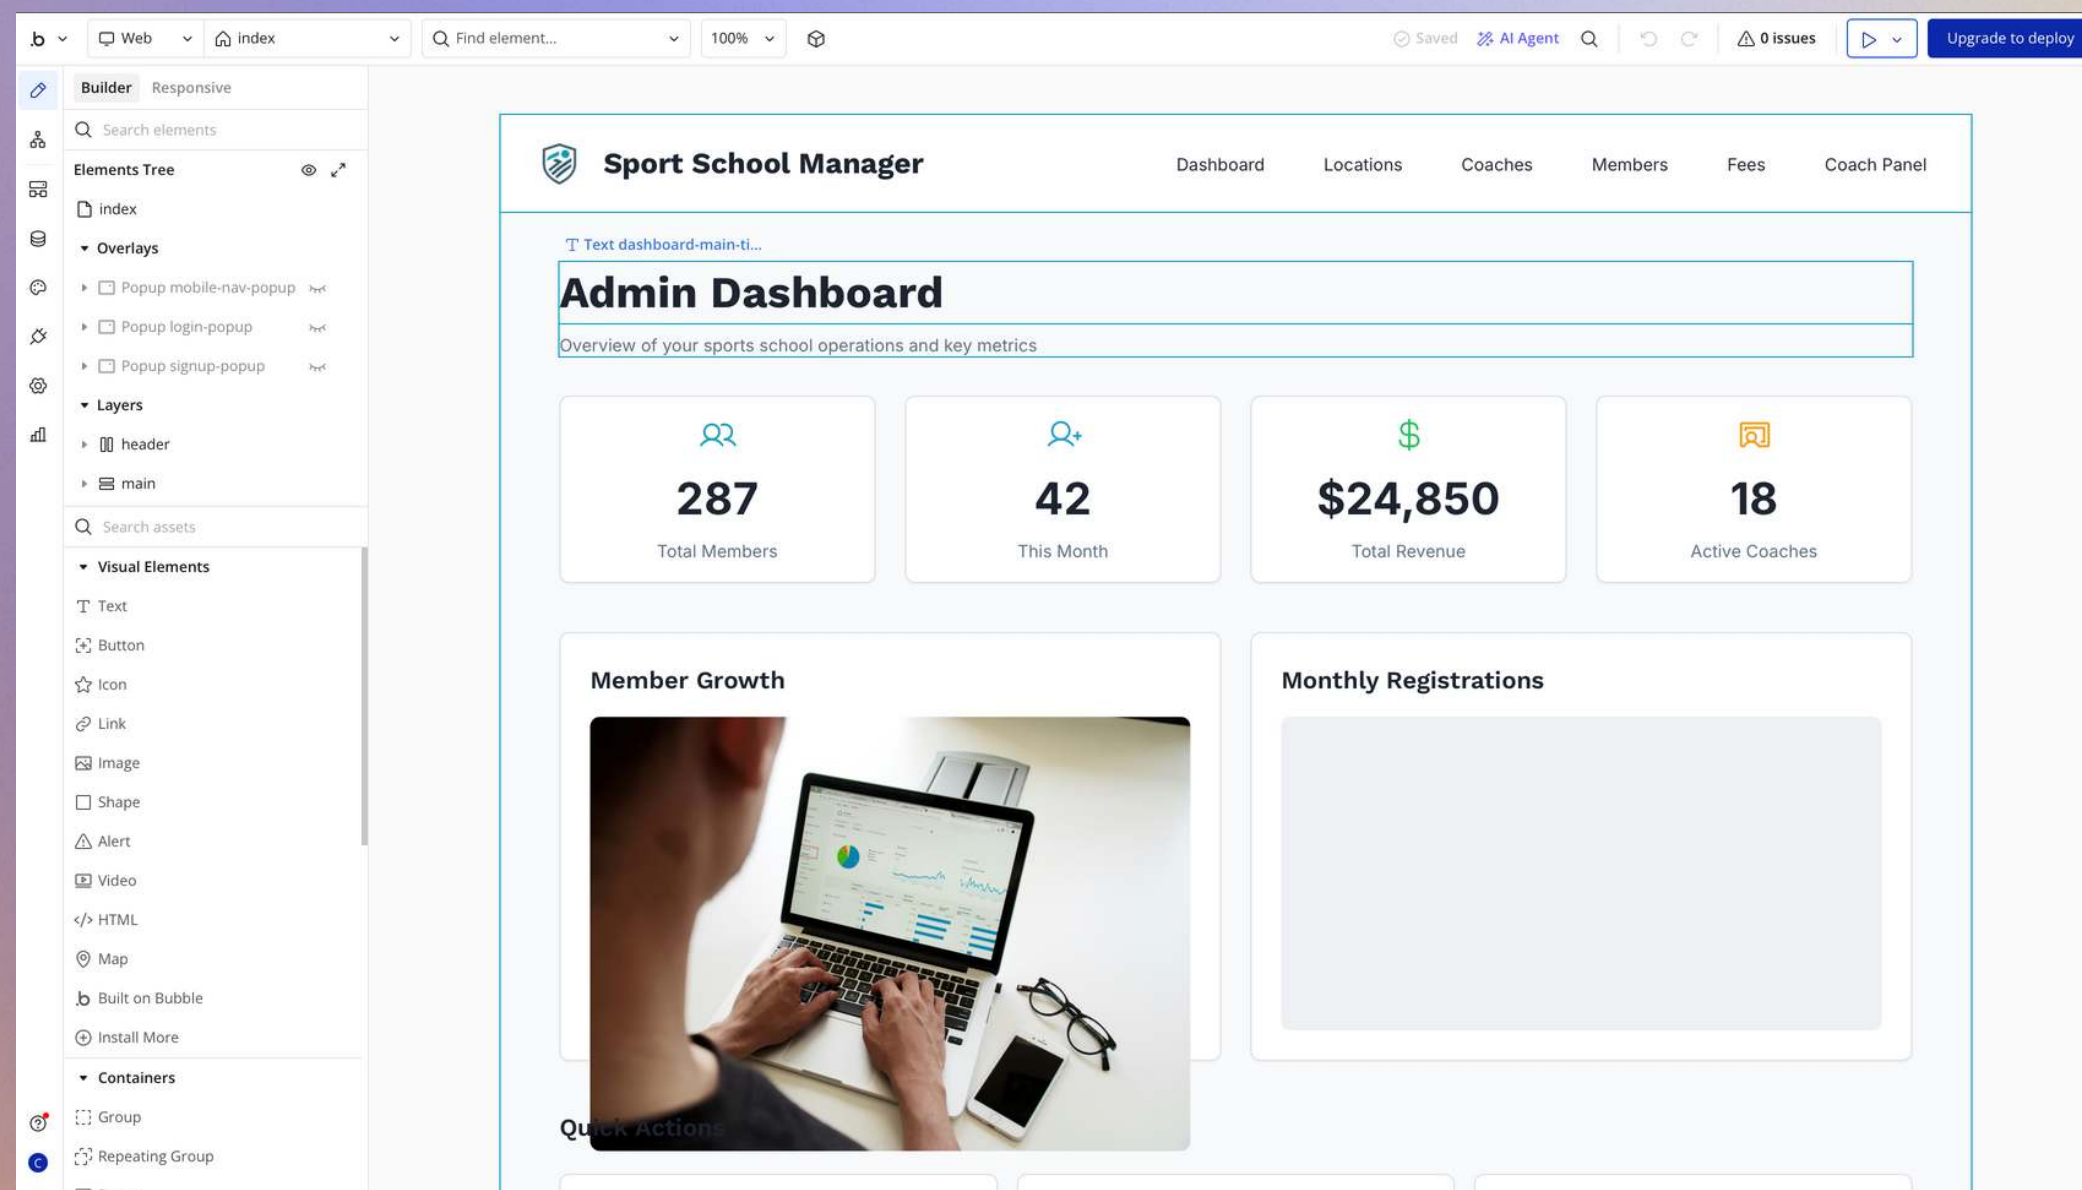 .b
Web
index
Find element...
100%
Saved
AI Agent
0 issues
Upgrade to deploy
Builder
Responsive
Search elements
Elements Tree
index
Overlays
Popup mobile-nav-popup
Popup login-popup
Popup signup-popup
Layers
header
main
Search assets
Visual Elements
Text
Button
Icon
Link
Image
Shape
Alert
Video
</> HTML
Map
.b Built on Bubble
Install More
Containers
Group
Repeating Group
C
Sport School Manager
Dashboard
Locations
Coaches
Members
Fees
Coach Panel
Text dashboard-main-ti...
Admin Dashboard
Overview of your sports school operations and key metrics
287
Total Members
42
This Month
$24,850
Total Revenue
18
Active Coaches
Member Growth
Monthly Registrations
Quick Actions